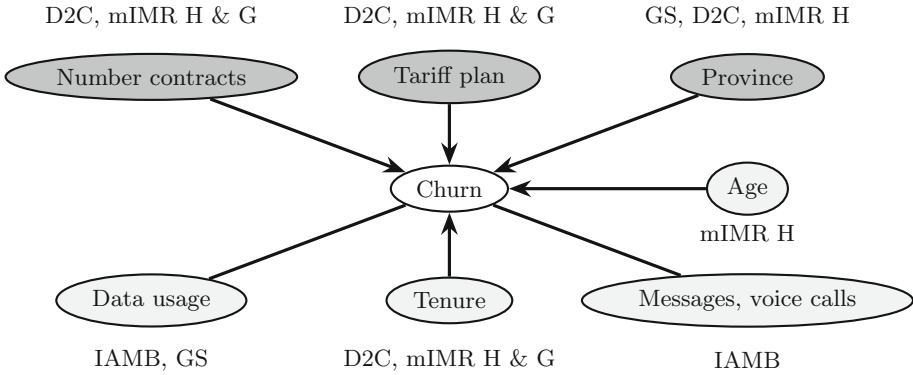 D2C, mIMR H & G
D2C, mIMR H & G
GS, D2C, mIMR H
Number contracts
Tariff plan
Province
Churn
Age
mIMR H
Data usage
Tenure
Messages, voice calls
IAMB, GS
D2C, mIMR H & G
IAMB